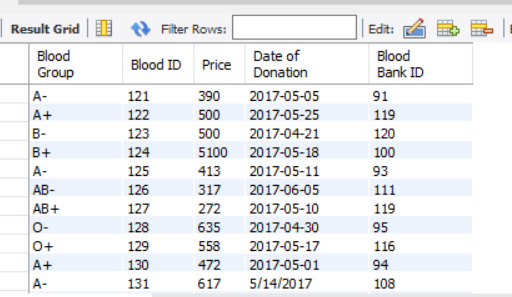 Result Grid Filter Rows: Edit:
Blood Group Blood ID Price Date of Donation Blood Bank ID
A- 121 390 2017-05-05 91
A+ 122 500 2017-05-25 119
B- 123 500 2017-04-21 120
B+ 124 5100 2017-05-18 100
A- 125 413 2017-05-11 93
AB- 126 317 2017-06-05 111
AB+ 127 272 2017-05-10 119
O- 128 635 2017-04-30 95
O+ 129 558 2017-05-17 116
A+ 130 472 2017-05-01 94
A- 131 617 5/14/2017 108